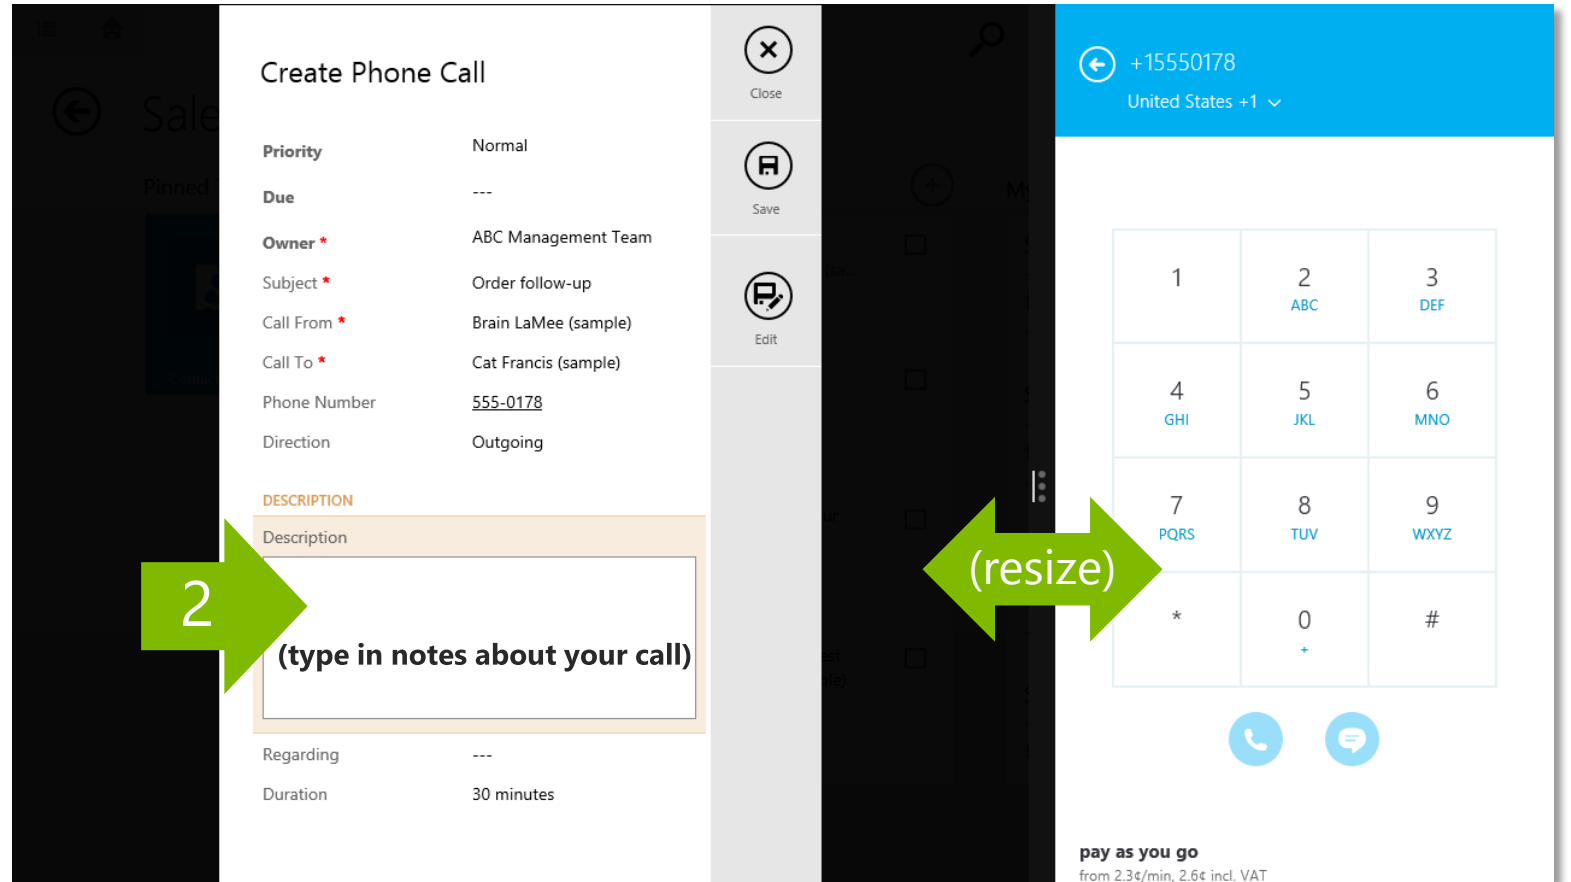 Create Phone Call
Priority Normal
Due ---
Owner * ABC Management Team
Subject * Order follow-up
Call From * Brain LaMee (sample)
Call To * Cat Francis (sample)
Phone Number 555-0178
Direction Outgoing
DESCRIPTION
Description
2
(type in notes about your call)
Regarding ---
Duration 30 minutes
Close
Save
Edit
Sale
Pinned
(resize)
+15550178
United States +1
1
2
ABC
3
DEF
4
GHI
5
JKL
6
MNO
7
PQRS
8
TUV
9
WXYZ
*
0
+
#
pay as you go
from 2.3¢/min, 2.6¢ incl. VAT